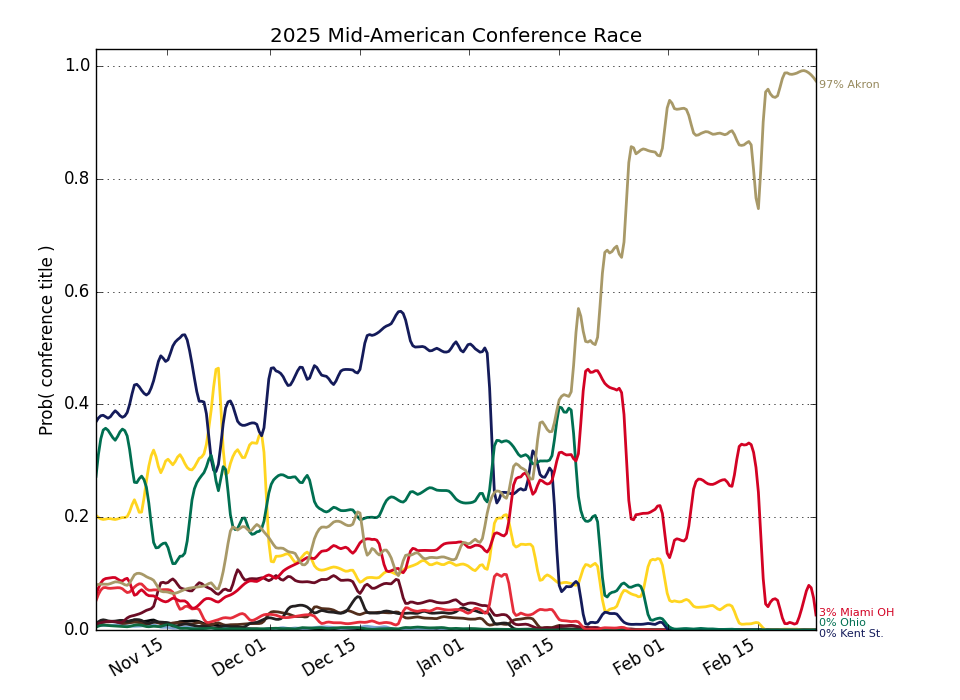 2025 Mid-American Conference Race
Prob( conference title )
1.0
0.8
0.6
0.4
0.2
0.0
Nov 15
Dec 01
Dec 15
Jan 01
Jan 15
Feb 01
Feb 15
97% Akron
3% Miami OH
0% Ohio
0% Kent St.